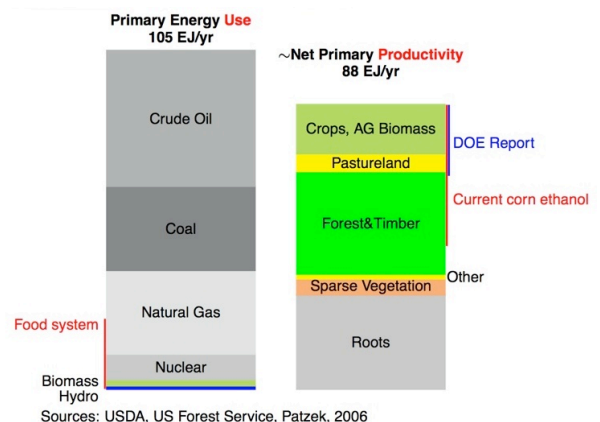 Primary Energy Use
105 EJ/yr
~Net Primary Productivity
88 EJ/yr
Crude Oil
Crops, AG Biomass
DOE Report
Pastureland
Current corn ethanol
Coal
Forest&Timber
Other
Sparse Vegetation
Natural Gas
Food system
Roots
Nuclear
Biomass
Hydro
Sources: USDA, US Forest Service, Patzek, 2006